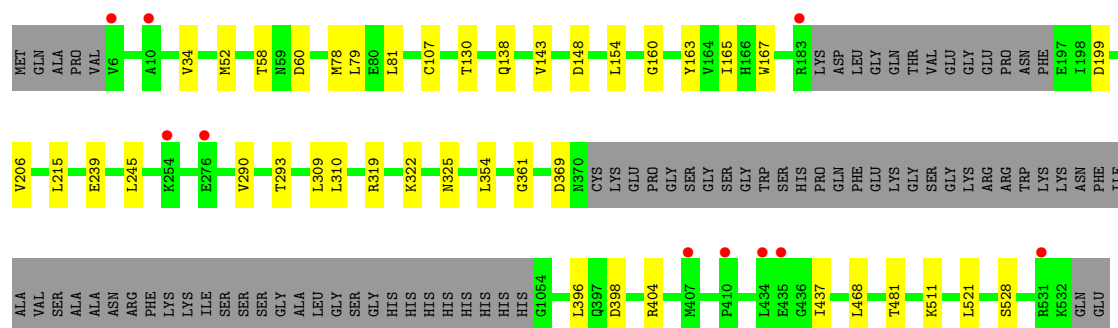 MET GLN ALA PRO VAL V6 A10 V34 M52 T58 N59 D60 M78 L79 E80 L81 C107 T130 Q138 V143 D148 L154 G160 Y163 V164 I165 H166 W167 R183 LYS ASP LEU GLY GLN THR VAL GLU GLY GLU PRO ASN PHE E197 I198 D199
V206 L215 E239 L245 K254 E276 V290 T293 L309 L310 R319 K322 N325 L354 G361 D369 N370 CYS LYS GLU PRO GLY SER GLY SER GLY TRP SER HIS PRO GLN PHE GLU LYS GLY SER GLY LYS ARG ARG TRP LYS LYS ASN PHE ILE
ALA VAL SER ALA ALA ASN ARG PHE LYS LYS ILE SER SER SER GLY ALA LEU GLY SER GLY HIS HIS HIS HIS HIS HIS HIS HIS G1054 L396 Q397 D398 R404 M407 P410 L434 E435 G436 I437 L468 T481 K511 L521 S528 R531 K532 GLN GLU